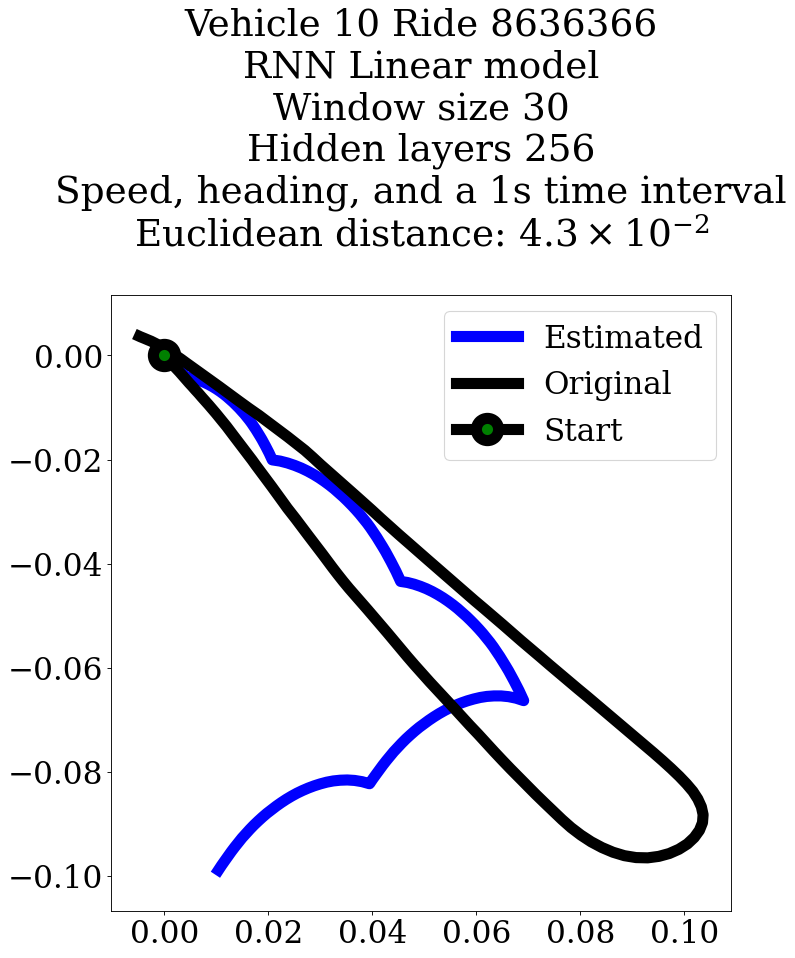 Vehicle 10 Ride 8636366
RNN Linear model
Window size 30
Hidden layers 256
Speed, heading, and a 1s time interval
Euclidean distance: 4.3 × 10⁻²
Estimated
Original
Start
0.00
−0.02
−0.04
−0.06
−0.08
−0.10
0.00 0.02 0.04 0.06 0.08 0.10